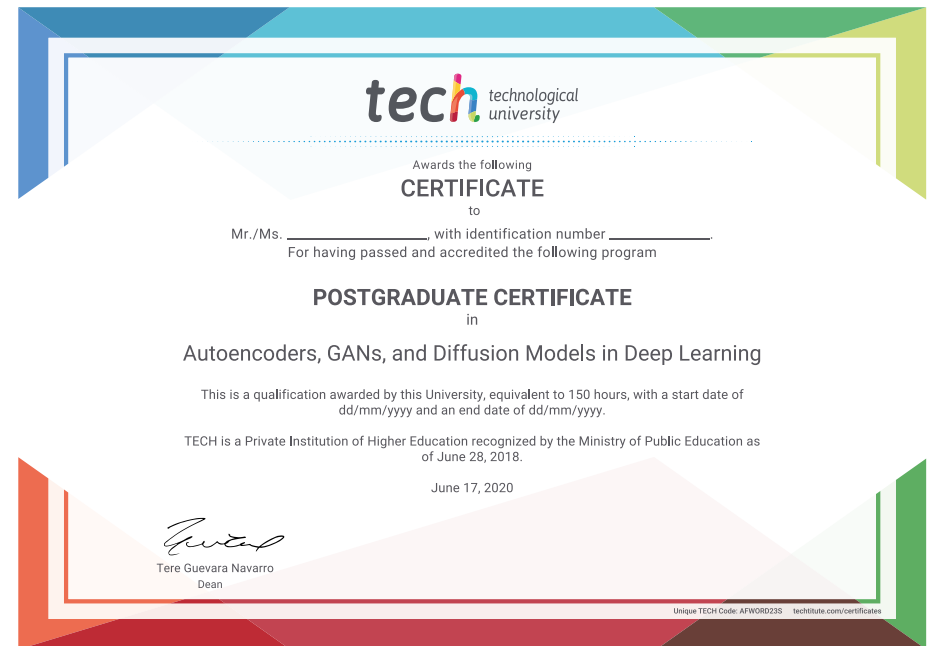 tech technological
university
Awards the following
CERTIFICATE
to
Mr./Ms. ____________________, with identification number ______________.
For having passed and accredited the following program
POSTGRADUATE CERTIFICATE
in
Autoencoders, GANs, and Diffusion Models in Deep Learning
This is a qualification awarded by this University, equivalent to 150 hours, with a start date of
dd/mm/yyyy and an end date of dd/mm/yyyy.
TECH is a Private Institution of Higher Education recognized by the Ministry of Public Education as
of June 28, 2018.
June 17, 2020
Tere Guevara Navarro
Dean
Unique TECH Code: AFWORD23S techtitute.com/certificates